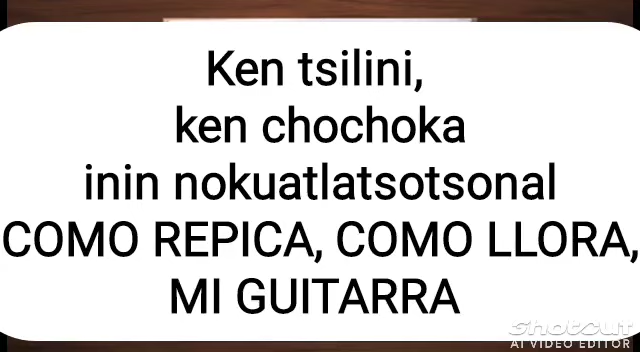 Ken tsilini,
ken chochoka
inin nokuatlatsotsonal
COMO REPICA, COMO LLORA,
MI GUITARRA
Shotcut
AI VIDEO EDITOR